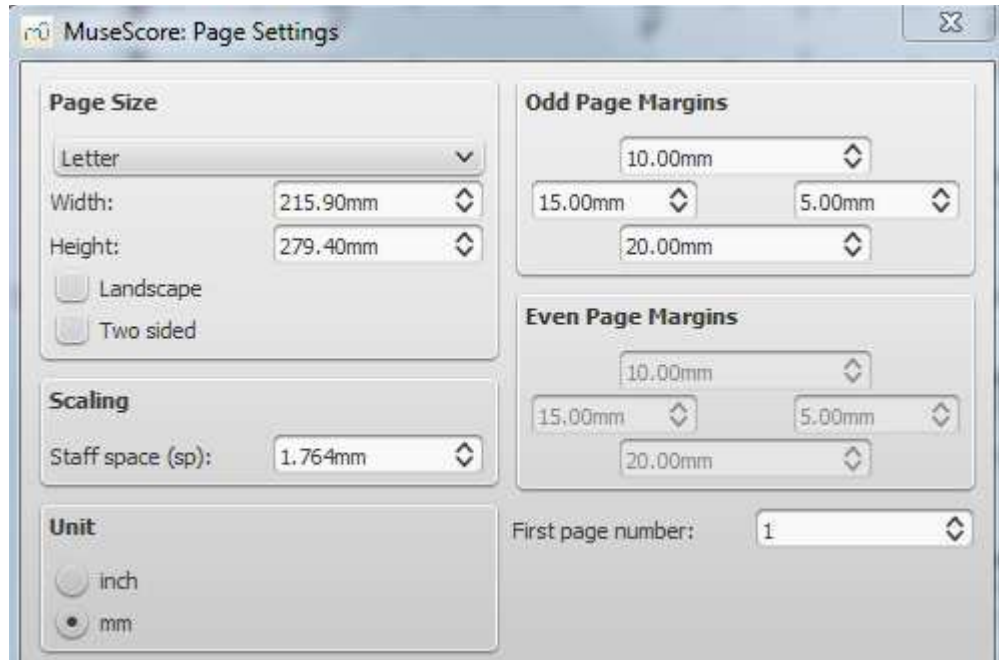 MuseScore: Page Settings
Page Size
Letter
Width: 215.90mm
Height: 279.40mm
Landscape
Two sided
Scaling
Staff space (sp): 1.764mm
Unit
inch
mm
Odd Page Margins
10.00mm
15.00mm 5.00mm
20.00mm
Even Page Margins
10.00mm
15.00mm 5.00mm
20.00mm
First page number: 1